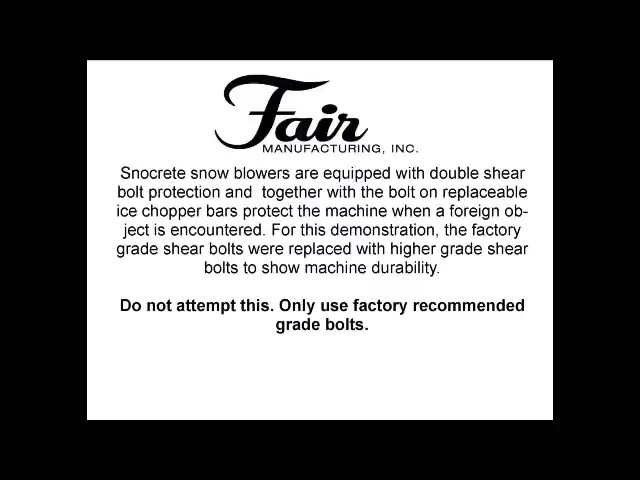 Fair
MANUFACTURING, INC.
Snocrete snow blowers are equipped with double shear
bolt protection and  together with the bolt on replaceable
ice chopper bars protect the machine when a foreign ob-
ject is encountered. For this demonstration, the factory
grade shear bolts were replaced with higher grade shear
bolts to show machine durability.
Do not attempt this. Only use factory recommended
grade bolts.